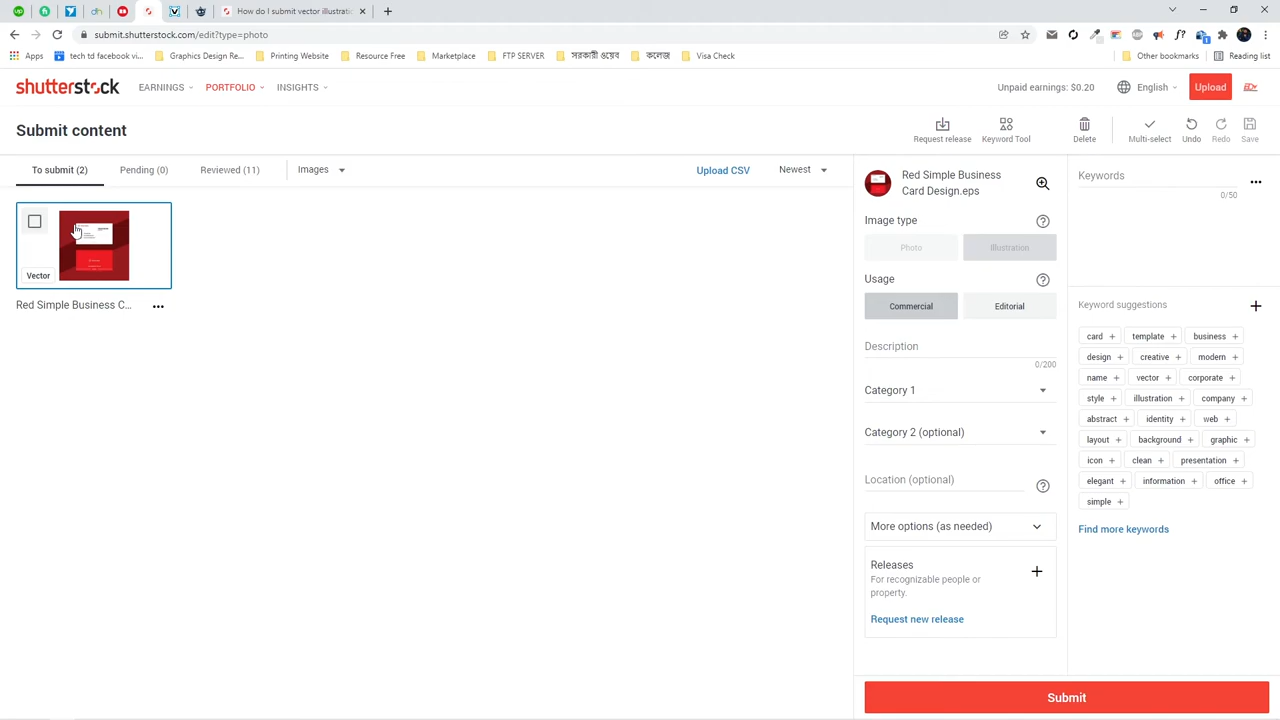 How do I submit vector illustratic
submit.shutterstock.com/edit?type=photo
Apps
tech td facebook vi...
Graphics Design Re...
Printing Website
Resource Free
Marketplace
FTP SERVER
সরকারী ওয়েব
কলেজ
Visa Check
Other bookmarks
Reading list
shutterstock
EARNINGS
PORTFOLIO
INSIGHTS
Unpaid earnings: $0.20
English
Upload
Submit content
Request release
Keyword Tool
Delete
Multi-select
Undo
Redo
Save
To submit (2)
Pending (0)
Reviewed (11)
Images
Upload CSV
Newest
Vector
Red Simple Business C...
Red Simple Business
Card Design.eps
Image type
Photo
Illustration
Usage
Commercial
Editorial
Description
0/200
Category 1
Category 2 (optional)
Location (optional)
More options (as needed)
Releases
For recognizable people or
property.
Request new release
Keywords
0/50
Keyword suggestions
card + template + business +
design + creative + modern +
name + vector + corporate +
style + illustration + company +
abstract + identity + web +
layout + background + graphic +
icon + clean + presentation +
elegant + information + office +
simple +
Find more keywords
Submit